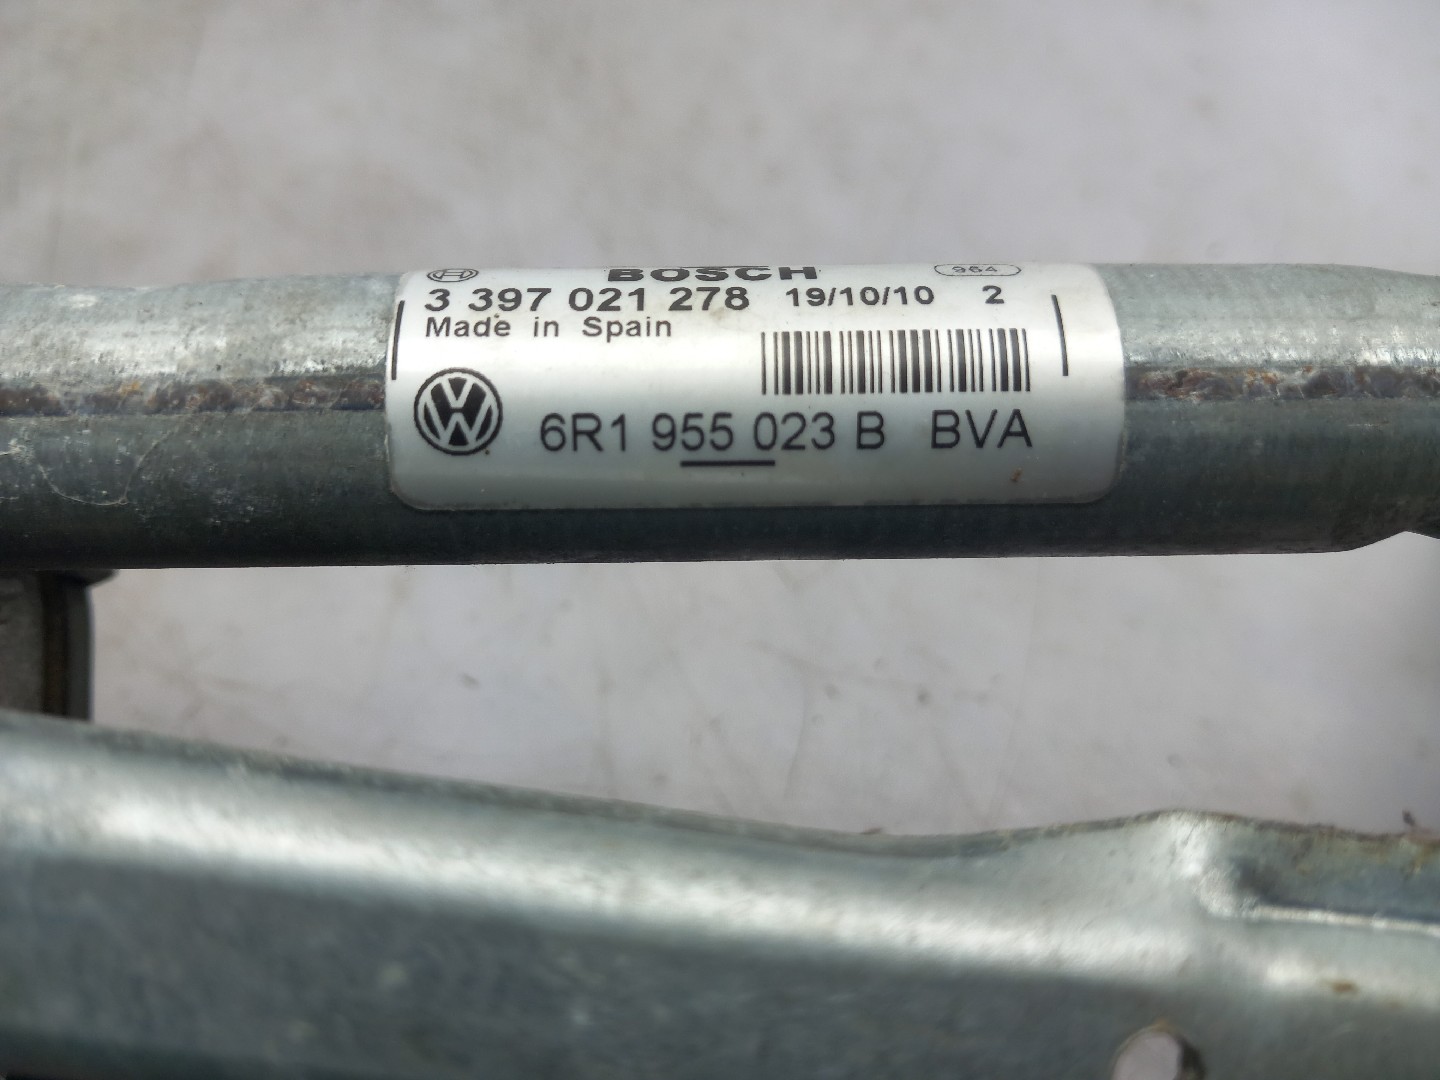 BOSCH 964
3 397 021 278 19/10/10 2
Made in Spain
6R1 955 023 B BVA